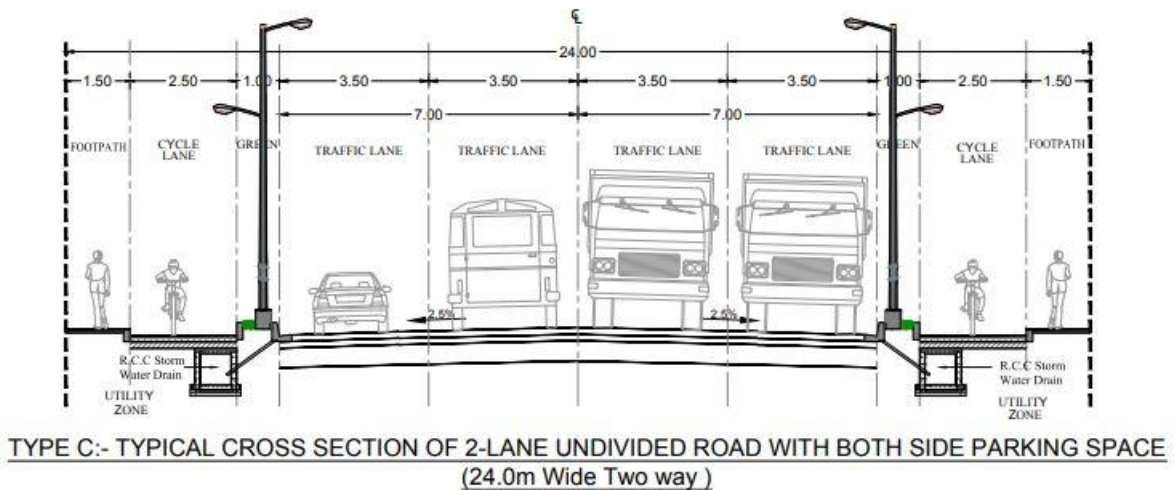 ℄
24.00
1.50 2.50 1.00 3.50 3.50 3.50 3.50 1.00 2.50 1.50
7.00 7.00
FOOTPATH CYCLE LANE GREEN TRAFFIC LANE TRAFFIC LANE TRAFFIC LANE TRAFFIC LANE GREEN CYCLE LANE FOOTPATH
2.5% 2.5%
R.C.C Storm R.C.C Storm
Water Drain Water Drain
UTILITY UTILITY
ZONE ZONE
TYPE C:- TYPICAL CROSS SECTION OF 2-LANE UNDIVIDED ROAD WITH BOTH SIDE PARKING SPACE
(24.0m Wide Two way )